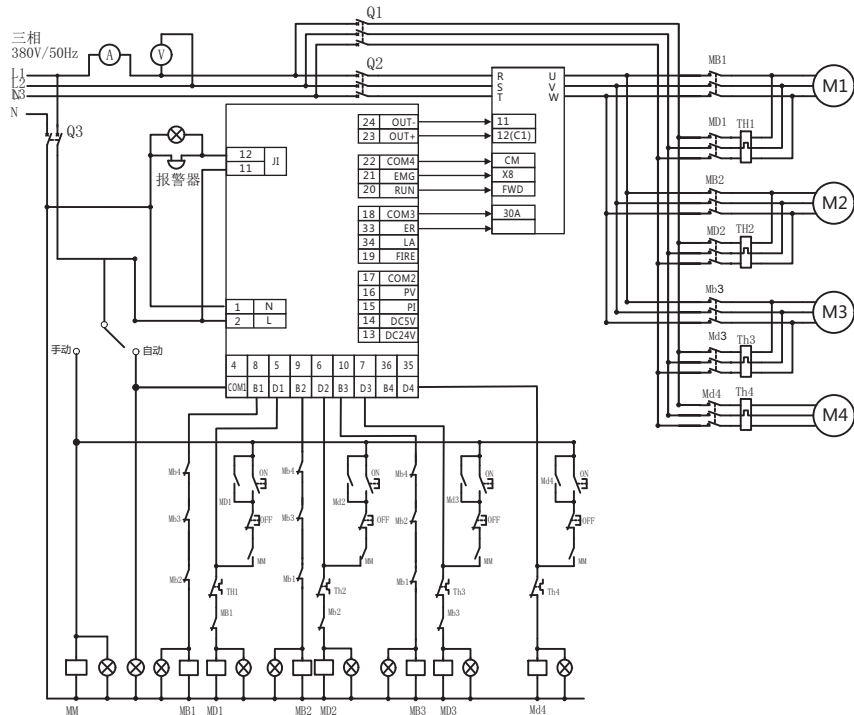 三相
380V/50Hz
A
V
Q1
Q2
L1
L2
N
L3
N
Q3
报警器
12
11
JI
24 OUT-
23 OUT+
22 COM4
21 EMG
20 RUN
18 COM3
33 ER
34 LA
19 FIRE
17 COM2
16 PV
15 PI
14 DC5V
13 DC24V
1 N
2 L
R U
S V
T W
11
12(C1)
CM
X8
FWD
30A
MB1
M1
MD1 TH1
MB2
M2
MD2 TH2
Mb3
M3
Md3 Th3
Md4 Th4
M4
手动
自动
4 8 5 9 6 10 7 36 35
COM1 B1 D1 B2 D2 B3 D3 B4 D4
Mb4
Mb3
Mb2
MD1
ON
OFF
MM
TH1
MB1
Mb4
Mb3
Mb1
Md2
ON
OFF
MM
Th2
Mb2
Mb4
Mb2
Mb1
Md3
ON
OFF
MM
Th3
Mb3
Md4
ON
OFF
MM
Th4
MM MB1 MD1 MB2 MD2 MB3 MD3 Md4